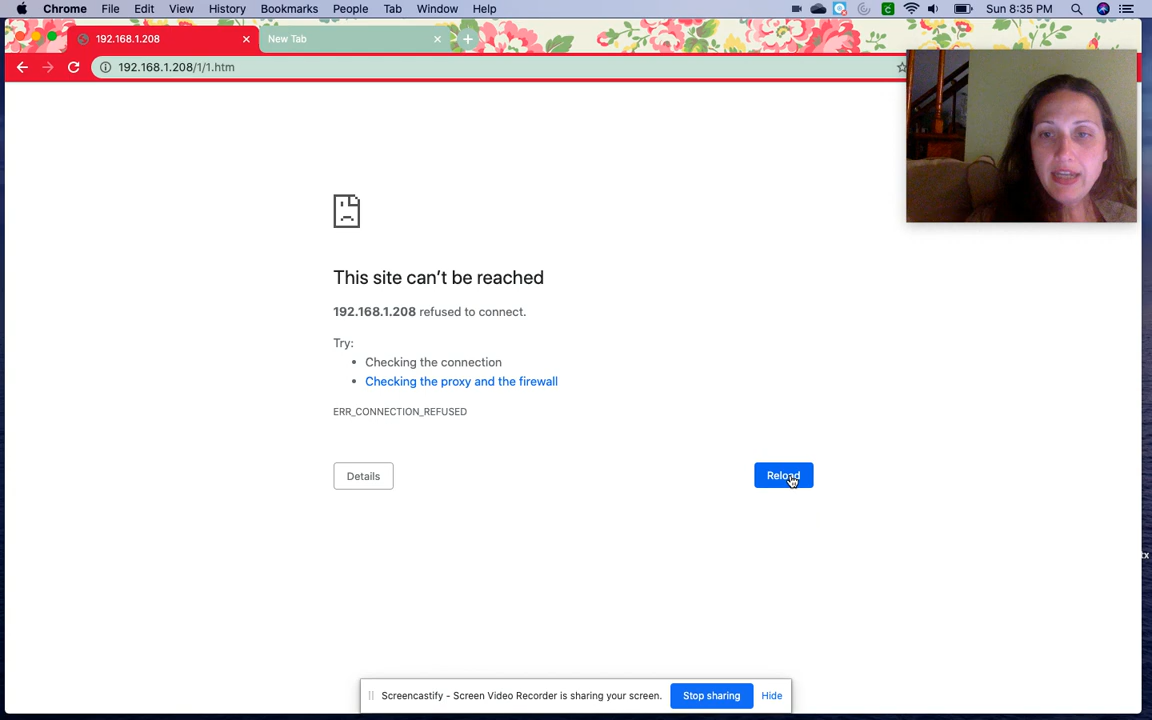 Chrome File Edit View History Bookmarks People Tab Window Help Sun 8:35 PM
192.168.1.208 New Tab
192.168.1.208/1/1.htm
This site can't be reached
192.168.1.208 refused to connect.
Try:
• Checking the connection
• Checking the proxy and the firewall
ERR_CONNECTION_REFUSED
Details Reload
tx
Screencastify - Screen Video Recorder is sharing your screen. Stop sharing Hide